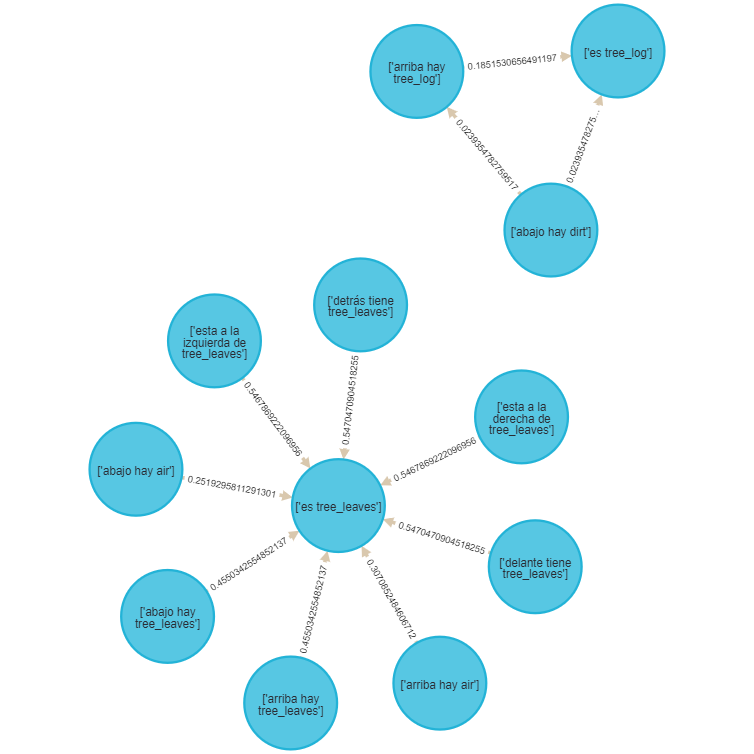 ['arriba hay
tree_log']
0.1851530656491197
['es tree_log']
0.0239354782759517
0.023935478275...
['abajo hay dirt']
['detrás tiene
tree_leaves']
['esta a la
izquierda de
tree_leaves']
0.5470470904518255
0.5467869222096956
['esta a la
derecha de
tree_leaves']
0.5467869222096956
['abajo hay air']
0.2519295811291301
['es tree_leaves']
0.5470470904518255
['delante tiene
tree_leaves']
0.4550342554852137
['abajo hay
tree_leaves']
0.4550342554852137
0.3070852484606712
['arriba hay
tree_leaves']
['arriba hay air']